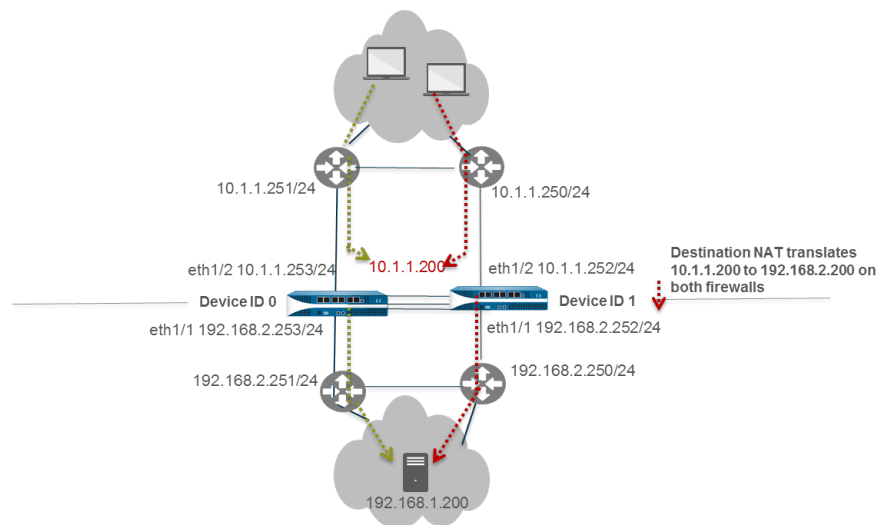 10.1.1.251/24
10.1.1.250/24
eth1/2 10.1.1.253/24
10.1.1.200
eth1/2 10.1.1.252/24
Destination NAT translates
10.1.1.200 to 192.168.2.200 on
both firewalls
Device ID 0
Device ID 1
eth1/1 192.168.2.253/24
eth1/1 192.168.2.252/24
192.168.2.251/24
192.168.2.250/24
192.168.1.200